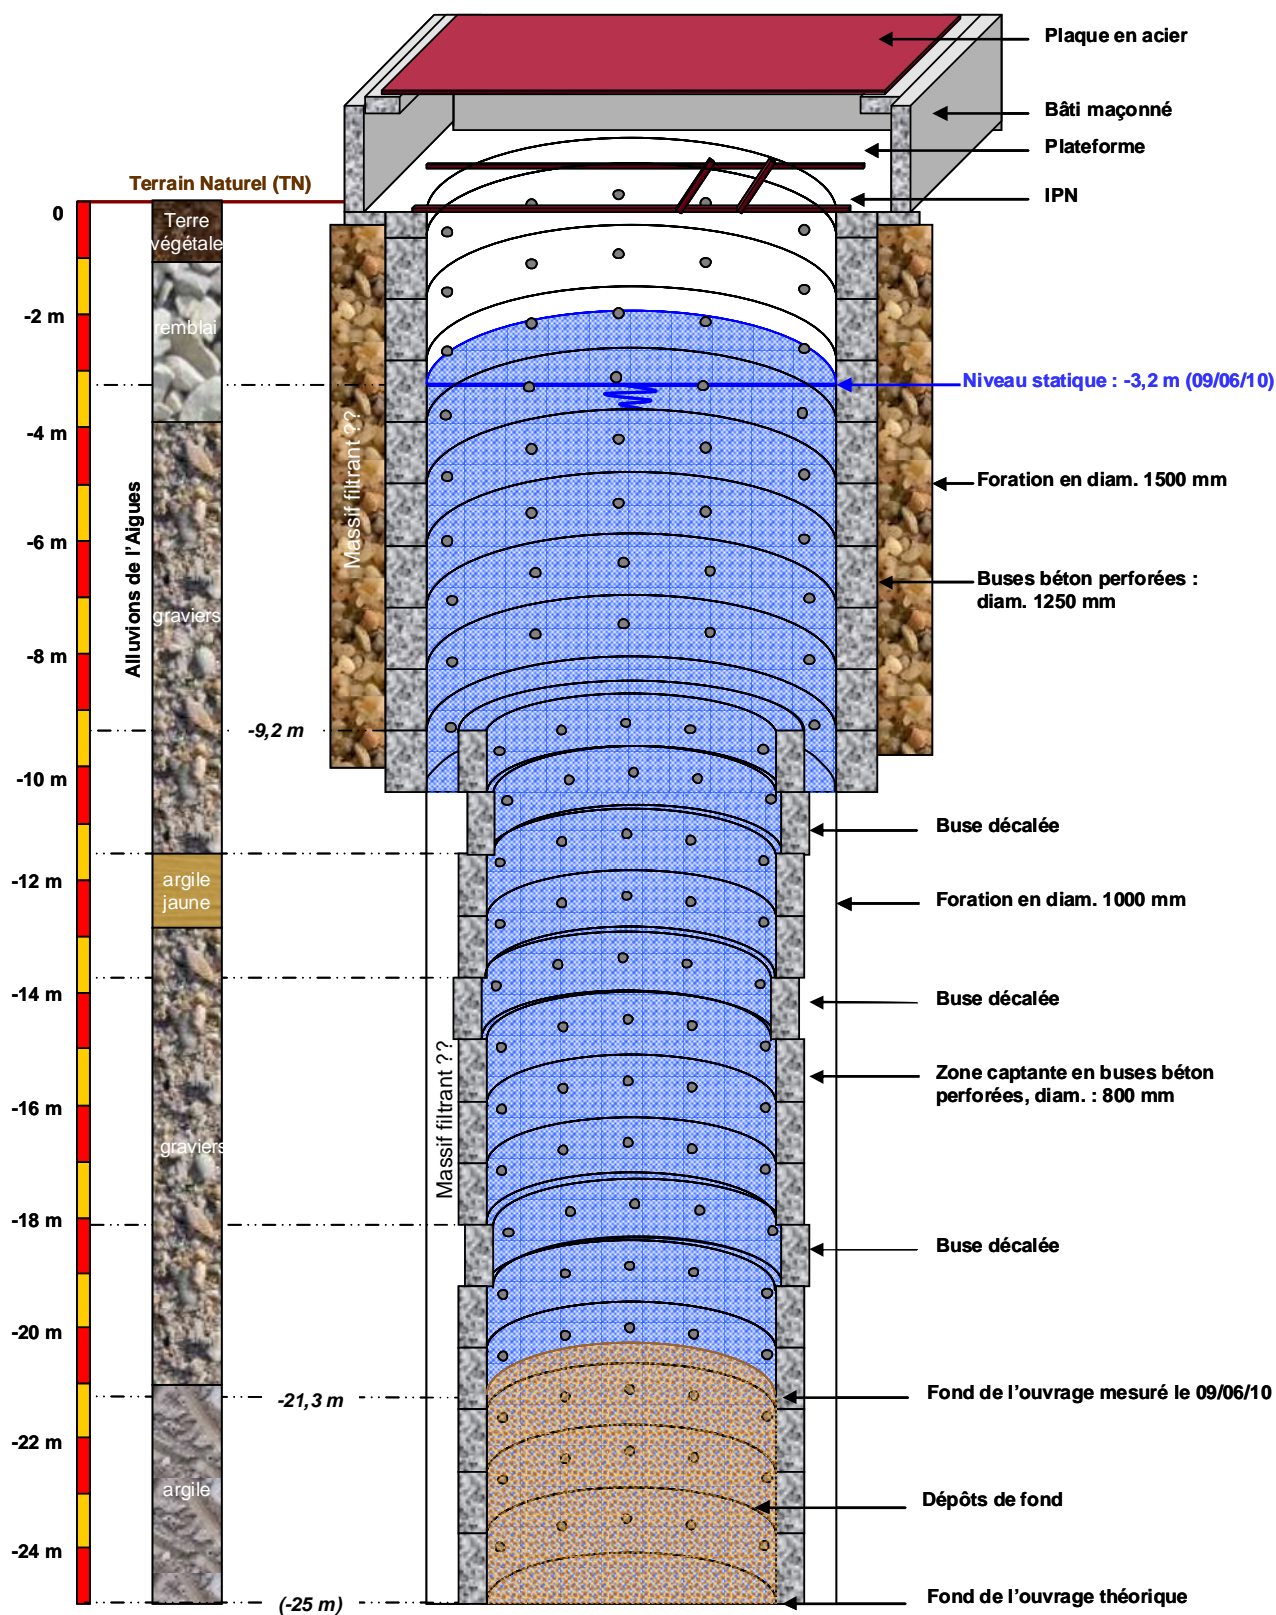 Plaque en acier
Bâti maçonné
Plateforme
IPN
Terrain Naturel (TN)
0
-2 m
-4 m
-6 m
-8 m
-10 m
-12 m
-14 m
-16 m
-18 m
-20 m
-22 m
-24 m
Terre
végétale
remblai
graviers
argile
jaune
graviers
argile
Alluvions de l'Aigues
Massif filtrant ??
Massif filtrant ??
-9,2 m
-21,3 m
(-25 m)
Niveau statique : -3,2 m (09/06/10)
Foration en diam. 1500 mm
Buses béton perforées :
diam. 1250 mm
Buse décalée
Foration en diam. 1000 mm
Buse décalée
Zone captante en buses béton
perforées, diam. : 800 mm
Buse décalée
Fond de l'ouvrage mesuré le 09/06/10
Dépôts de fond
Fond de l'ouvrage théorique